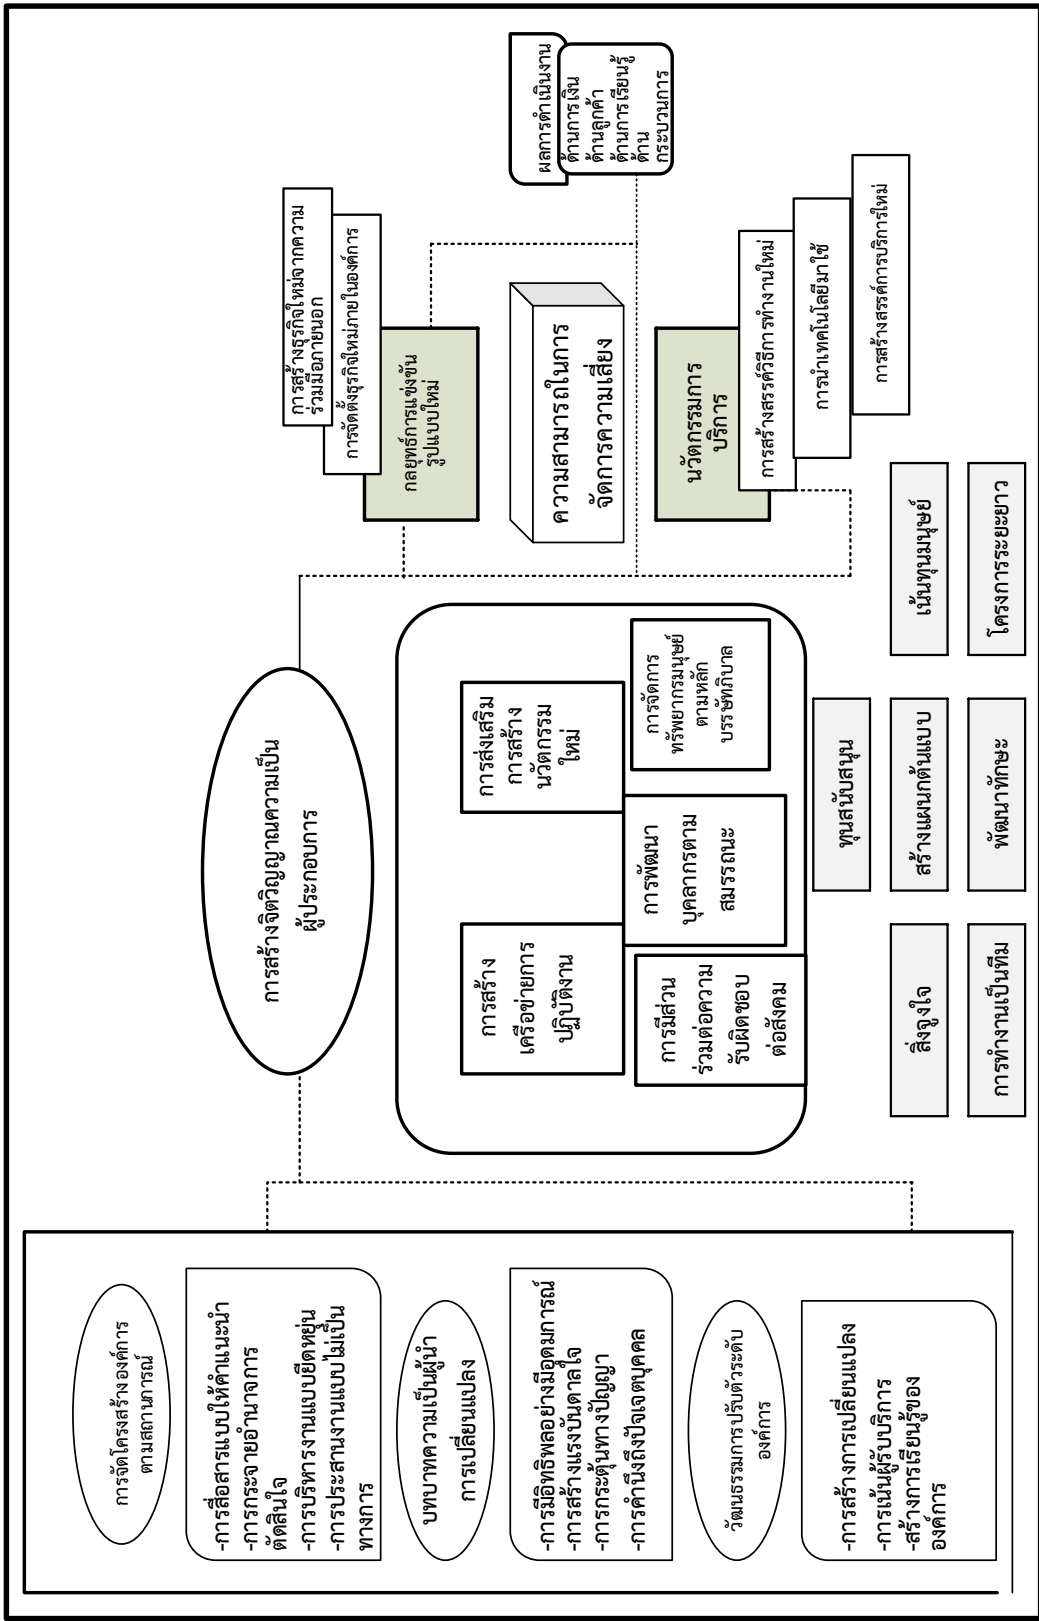 การจัดโครงสร้างองค์การ
ตามสถานการณ์
-การสื่อสารแบบให้คำแนะนำ
-การกระจายอำนาจการ
ตัดสินใจ
-การบริหารงานแบบยืดหยุ่น
-การประสานงานแบบไม่เป็น
ทางการ
บทบาทความเป็นผู้นำ
การเปลี่ยนแปลง
-การมีอิทธิพลอย่างมีอุดมการณ์
-การสร้างแรงบันดาลใจ
-การกระตุ้นทางปัญญา
-การคำนึงถึงปัจเจตบุคคล
วัฒนธรรมการปรับตัวระดับ
องค์การ
-การสร้างการเปลี่ยนแปลง
-การเน้นผู้รับบริการ
-สร้างการเรียนรู้ของ
องค์การ
การสร้างจิตวิญญาณความเป็น
ผู้ประกอบการ
การสร้าง
เครือข่ายการ
ปฏิบัติงาน
การส่งเสริม
การสร้าง
นวัตกรรม
ใหม่
การมีส่วน
ร่วมต่อความ
รับผิดชอบ
ต่อสังคม
การพัฒนา
บุคลากรตาม
สมรรถนะ
การจัดการ
ทรัพยากรมนุษย์
ตามหลัก
บรรษัทภิบาล
ทุนสนับสนุน
สิ่งจูงใจ
สร้างแผนกต้นแบบ
เน้นทุนมนุษย์
การทำงานเป็นทีม
พัฒนาทักษะ
โครงการระยะยาว
การสร้างธุรกิจใหม่จากความ
ร่วมมือภายนอก
การจัดตั้งธุรกิจใหม่ภายในองค์การ
กลยุทธ์การแข่งขัน
รูปแบบใหม่
ความสามารถในการ
จัดการความเสี่ยง
นวัตกรรมการ
บริการ
การสร้างสรรค์วิธีการทำงานใหม่
การนำเทคโนโลยีมาใช้
การสร้างสรรค์การบริการใหม่
ผลการดำเนินงาน
ด้านการเงิน
ด้านลูกค้า
ด้านการเรียนรู้
ด้าน
กระบวนการ